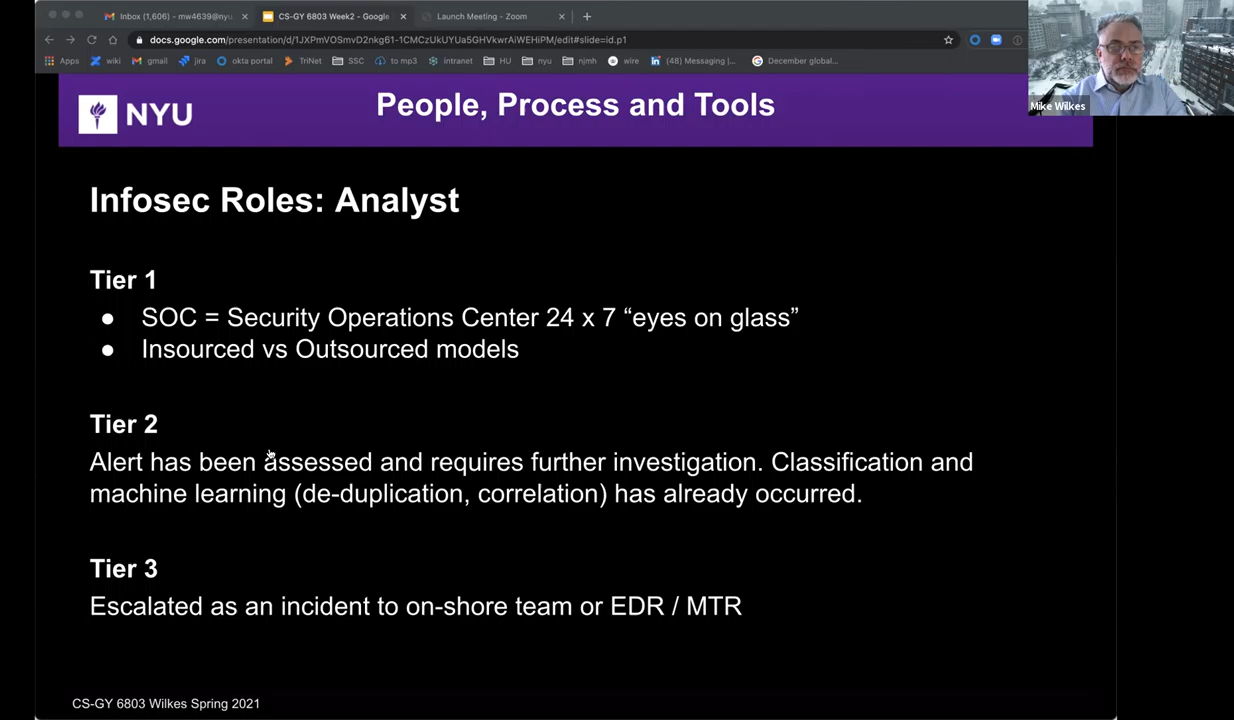 Inbox (1,606) - mw4639@nyu
CS-GY 6803 Week2 - Google
Launch Meeting - Zoom
docs.google.com/presentation/d/1JXPmVOSmvD2nkg61-1CMCzUkUYUa5GHVkwrAiWEHiPM/edit#slide=id.p1
Apps wiki gmail jira okta portal TriNet SSC to mp3 intranet HU nyu njmh wire (48) Messaging |... December global...
Mike Wilkes
NYU
People, Process and Tools
Infosec Roles: Analyst
Tier 1
● SOC = Security Operations Center 24 x 7 “eyes on glass”
● Insourced vs Outsourced models
Tier 2
Alert has been assessed and requires further investigation. Classification and
machine learning (de-duplication, correlation) has already occurred.
Tier 3
Escalated as an incident to on-shore team or EDR / MTR
CS-GY 6803 Wilkes Spring 2021